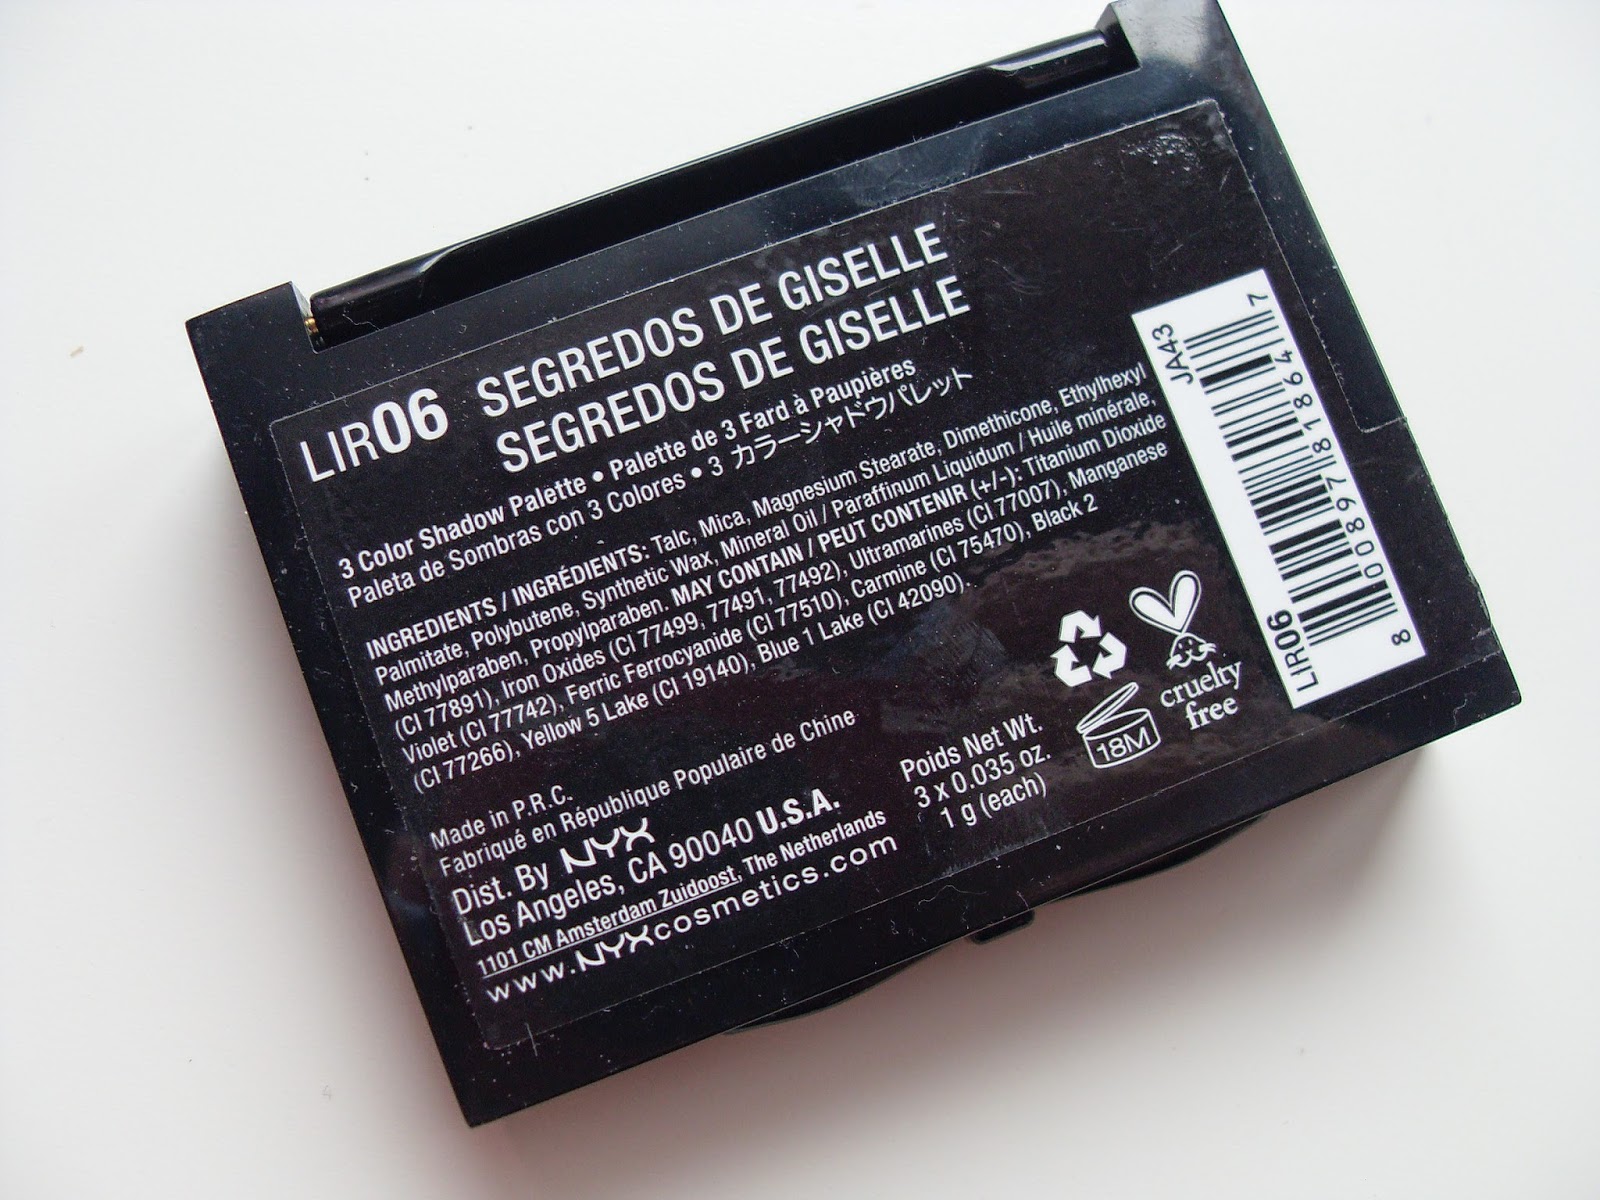 LIR06 SEGREDOS DE GISELLE
SEGREDOS DE GISELLE
3 Color Shadow Palette • Palette de 3 Fard à Paupières
Paleta de Sombras con 3 Colores • 3 カラーシャドウパレット
INGREDIENTS / INGRÉDIENTS: Talc, Mica, Magnesium Stearate, Dimethicone, Ethylhexyl
Palmitate, Polybutene, Synthetic Wax, Mineral Oil / Paraffinum Liquidum / Huile minérale,
Methylparaben, Propylparaben. MAY CONTAIN / PEUT CONTENIR (+/-): Titanium Dioxide
(CI 77891), Iron Oxides (CI 77499, 77491, 77492), Ultramarines (CI 77007), Manganese
Violet (CI 77742), Ferric Ferrocyanide (CI 77510), Carmine (CI 75470), Black 2
(CI 77266), Yellow 5 Lake (CI 19140), Blue 1 Lake (CI 42090).
Made in P.R.C.
Fabriqué en République Populaire de Chine
Dist. By NYX
Los Angeles, CA 90040 U.S.A.
1101 CM Amsterdam Zuidoost, The Netherlands
www.NYXcosmetics.com
Poids Net Wt.
3 x 0.035 oz.
1 g (each)
18M
cruelty
free
LIR06 JA43
8 00897 81864 7